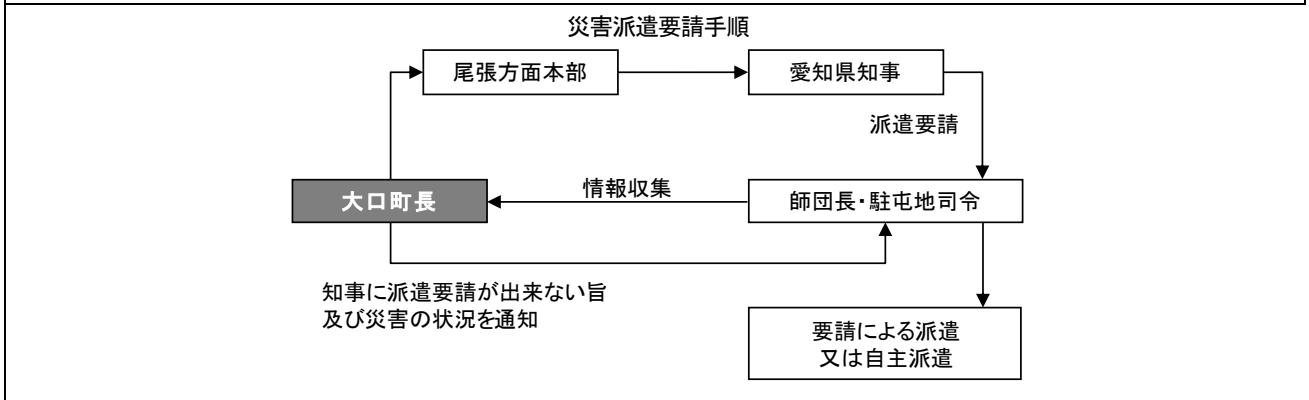 災害派遣要請手順
尾張方面本部
愛知県知事
派遣要請
大口町長
情報収集
師団長・駐屯地司令
知事に派遣要請が出来ない旨
及び災害の状況を通知
要請による派遣
又は自主派遣